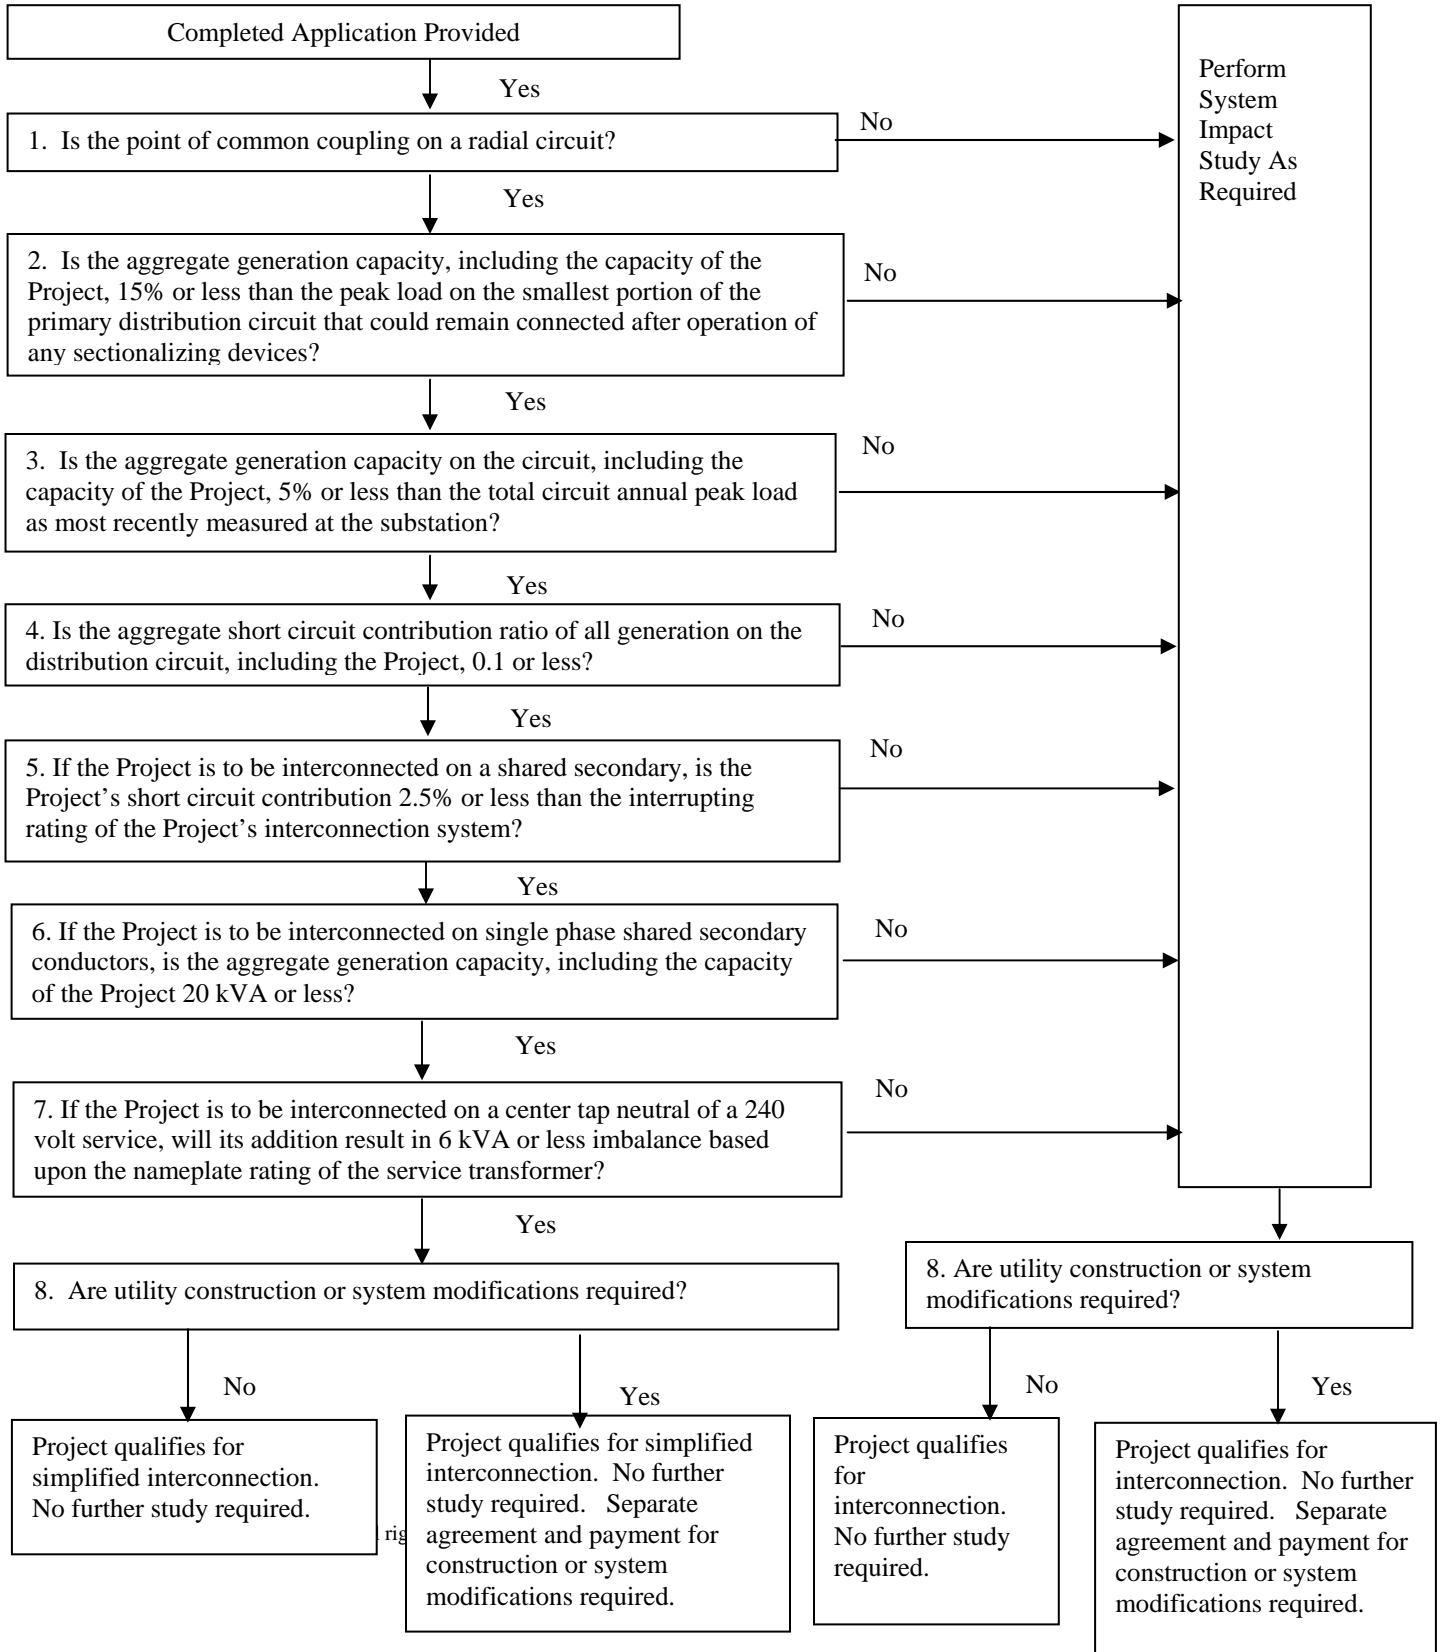 Completed Application Provided
Yes
1. Is the point of common coupling on a radial circuit?
No
Perform
System
Impact
Study As
Required
Yes
2. Is the aggregate generation capacity, including the capacity of the
Project, 15% or less than the peak load on the smallest portion of the
primary distribution circuit that could remain connected after operation of
any sectionalizing devices?
No
Yes
3. Is the aggregate generation capacity on the circuit, including the
capacity of the Project, 5% or less than the total circuit annual peak load
as most recently measured at the substation?
No
Yes
4. Is the aggregate short circuit contribution ratio of all generation on the
distribution circuit, including the Project, 0.1 or less?
No
Yes
5. If the Project is to be interconnected on a shared secondary, is the
Project’s short circuit contribution 2.5% or less than the interrupting
rating of the Project’s interconnection system?
No
Yes
6. If the Project is to be interconnected on single phase shared secondary
conductors, is the aggregate generation capacity, including the capacity
of the Project 20 kVA or less?
No
Yes
7. If the Project is to be interconnected on a center tap neutral of a 240
volt service, will its addition result in 6 kVA or less imbalance based
upon the nameplate rating of the service transformer?
No
Yes
8. Are utility construction or system modifications required?
8. Are utility construction or system
modifications required?
No
Yes
No
Yes
Project qualifies for
simplified interconnection.
No further study required.
Project qualifies for simplified
interconnection. No further
study required. Separate
agreement and payment for
construction or system
modifications required.
Project qualifies
for
interconnection.
No further study
required.
Project qualifies for
interconnection. No further
study required. Separate
agreement and payment for
construction or system
modifications required.